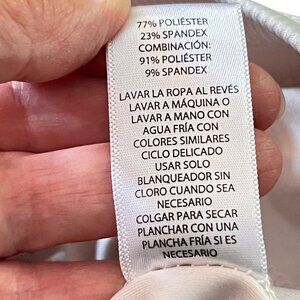 77% POLIÉSTER
23% SPANDEX
COMBINACIÓN:
91% POLIÉSTER
9% SPANDEX
LAVAR LA ROPA AL REVÉS
LAVAR A MÁQUINA O
LAVAR A MANO CON
AGUA FRÍA CON
COLORES SIMILARES
CICLO DELICADO
USAR SOLO
BLANQUEADOR SIN
CLORO CUANDO SEA
NECESARIO
COLGAR PARA SECAR
PLANCHAR CON UNA
PLANCHA FRÍA SI ES
NECESARIO